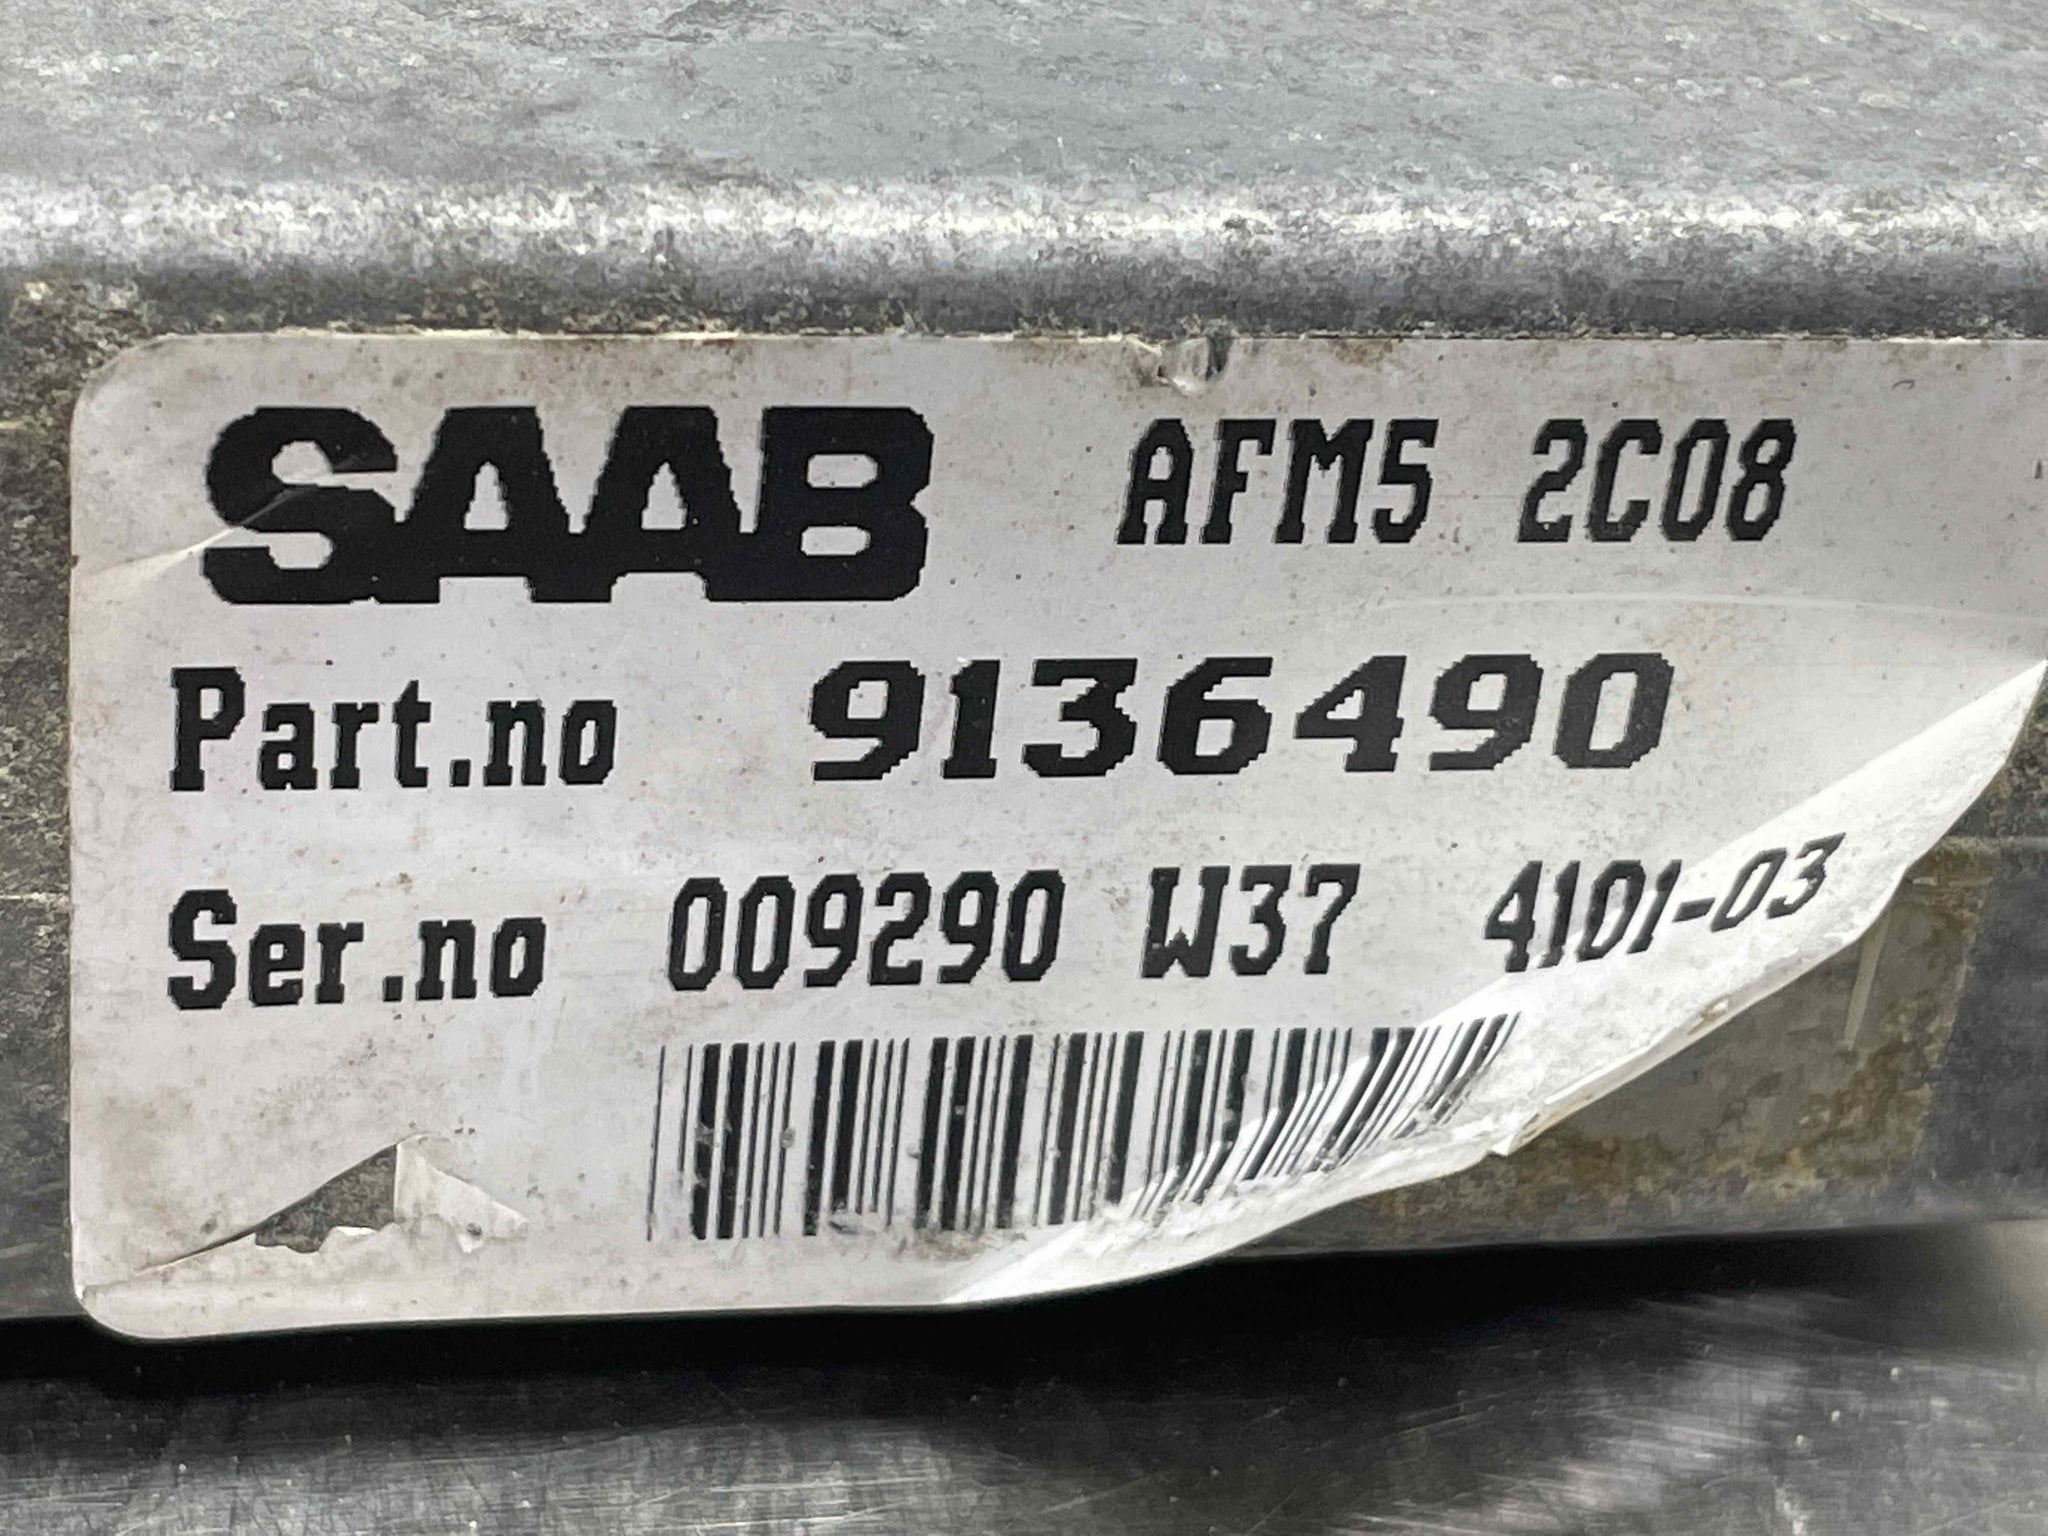 SAAB AFM5 2C08
Part.no 9136490
Ser.no 009290 W37 4101-03